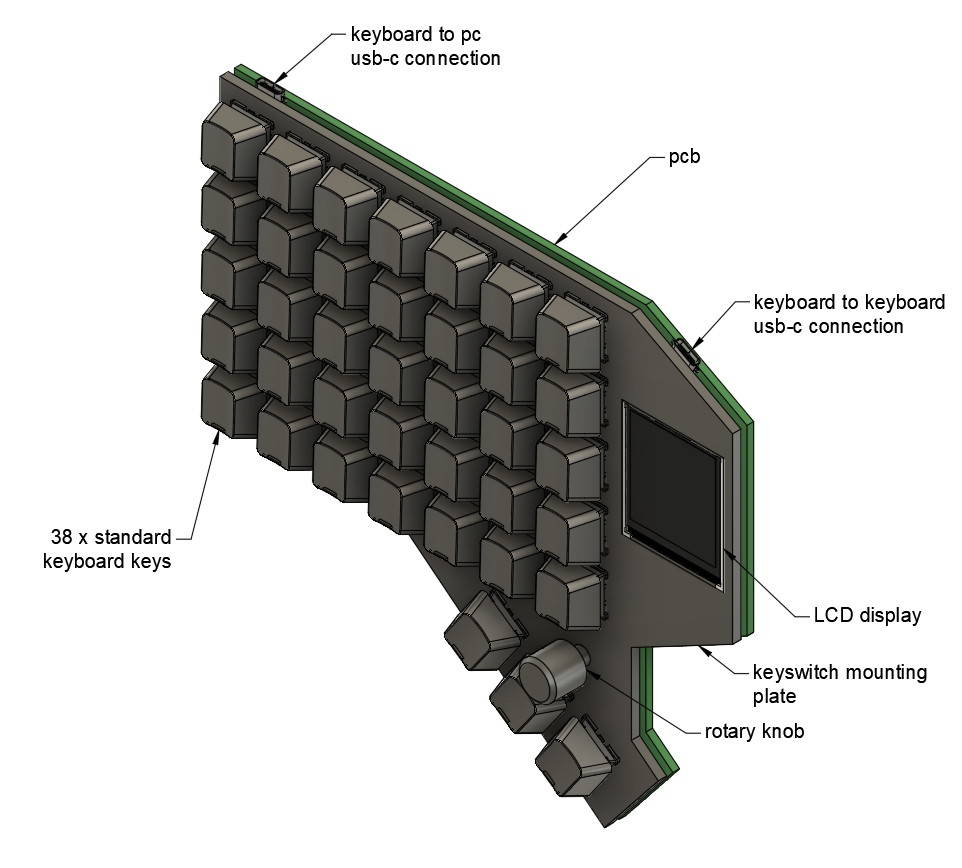 keyboard to pc
usb-c connection
pcb
keyboard to keyboard
usb-c connection
38 x standard
keyboard keys
LCD display
keyswitch mounting
plate
rotary knob